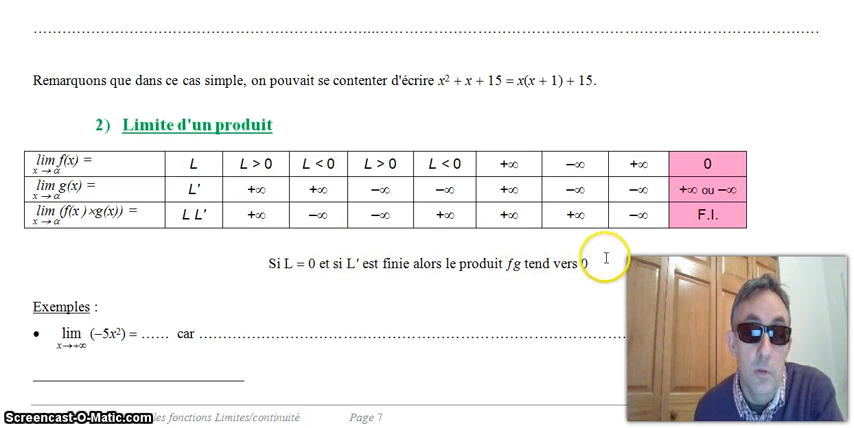 Remarquons que dans ce cas simple, on pouvait se contenter d'écrire x² + x + 15 = x(x + 1) + 15.
2) Limite d'un produit
lim f(x) = x → α L L > 0 L < 0 L > 0 L < 0 +∞ −∞ +∞ 0
lim g(x) = x → α L' +∞ +∞ −∞ −∞ +∞ −∞ −∞ +∞ ou −∞
lim (f(x)×g(x)) = x → α L L' +∞ −∞ −∞ +∞ +∞ +∞ −∞ F.I.
Si L = 0 et si L' est finie alors le produit fg tend vers 0
Exemples :
• lim (−5x²) = ...... car ..............................
x→+∞
les fonctions Limites/continuité Page 7
Screencast-O-Matic.com